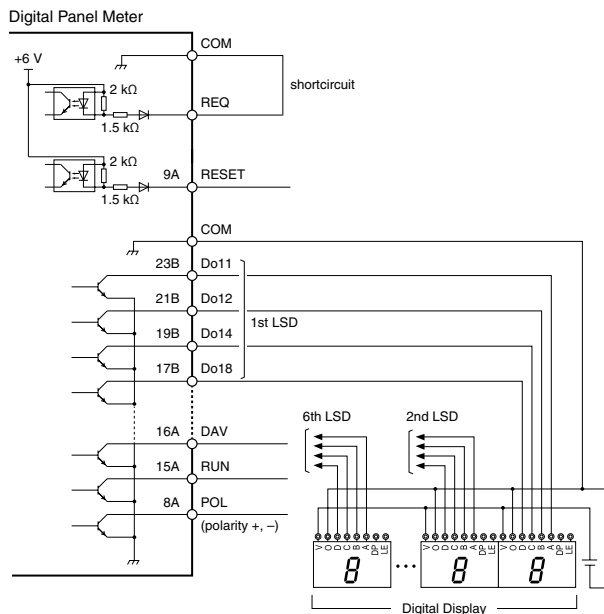 Digital Panel Meter
+6 V
COM
shortcircuit
2 kΩ
REQ
1.5 kΩ
2 kΩ
9A RESET
1.5 kΩ
COM
23B Do11
21B Do12
1st LSD
19B Do14
17B Do18
6th LSD 2nd LSD
16A DAV
15A RUN
8A POL
(polarity +, –)
V O D C B A DP LE V O D C B A DP LE V O D C B A DP LE
8 8 8
Digital Display